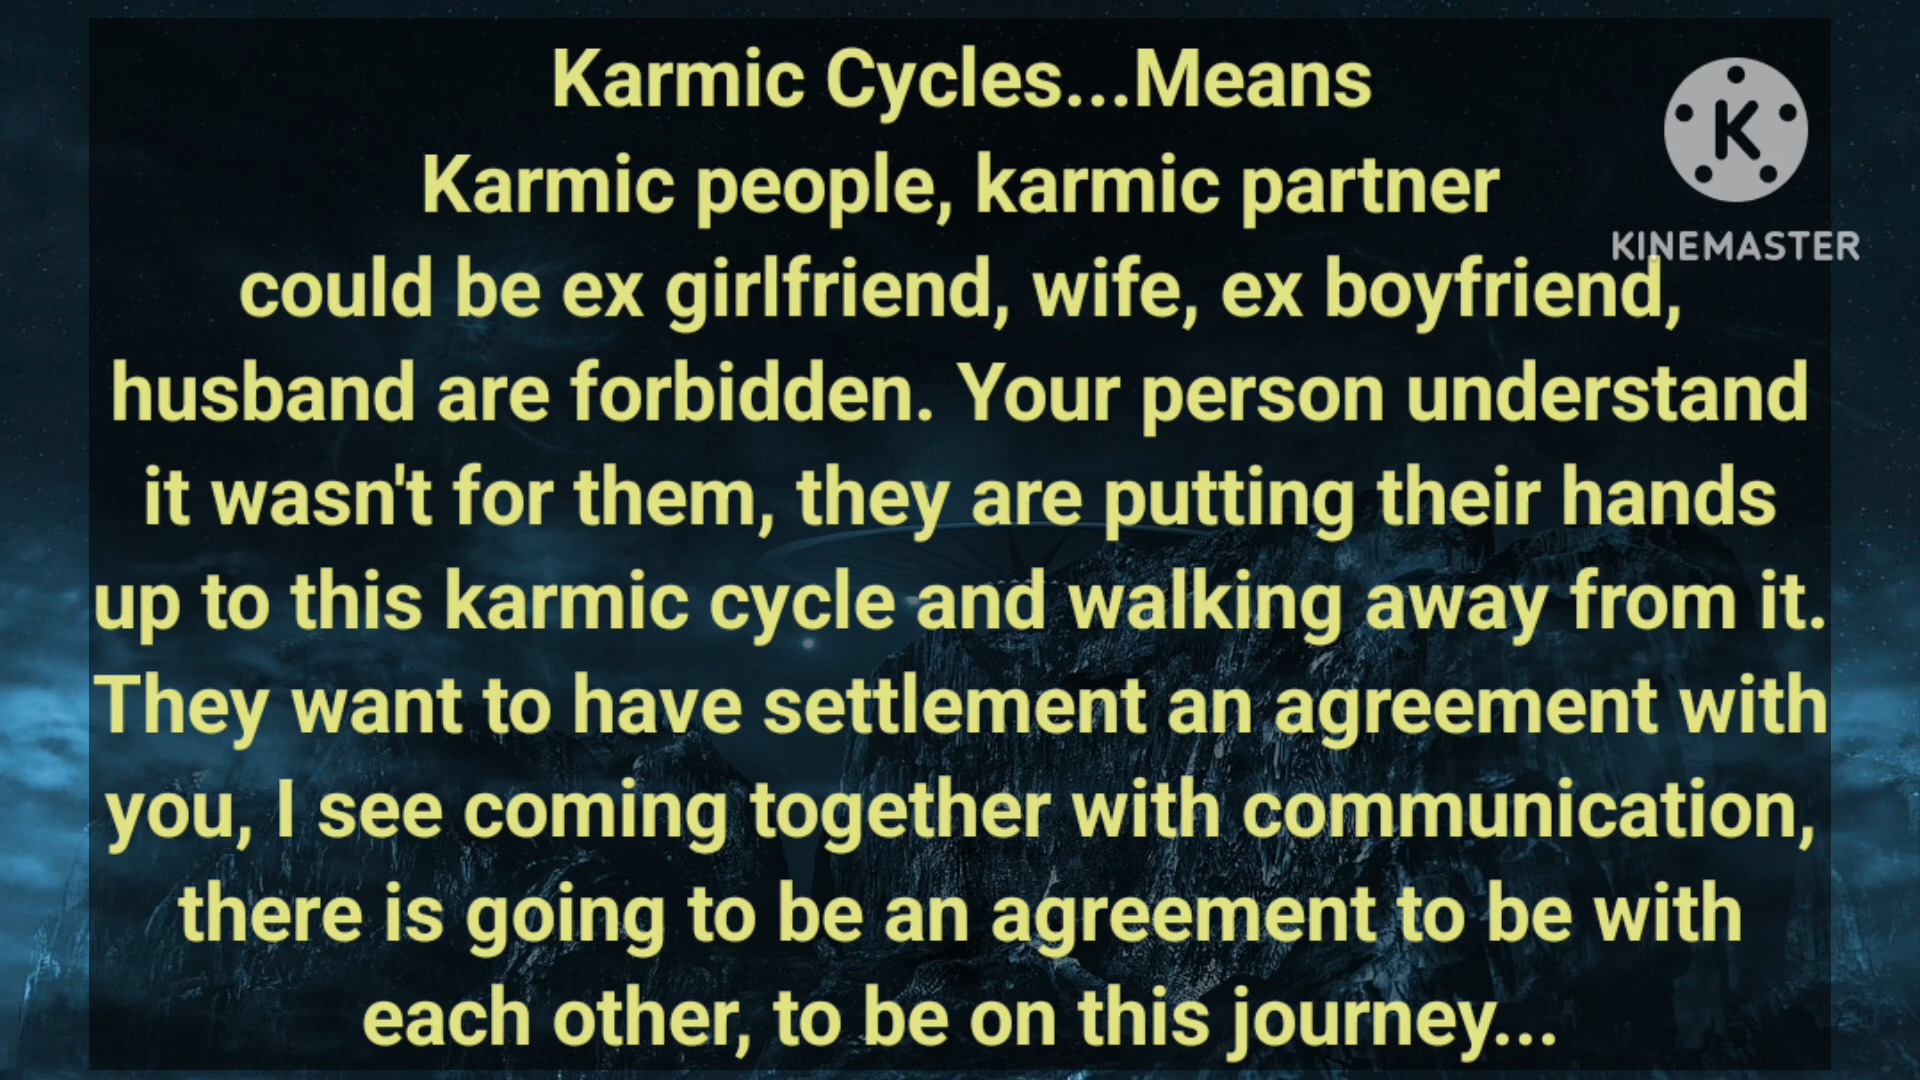 Karmic Cycles...Means
Karmic people, karmic partner
could be ex girlfriend, wife, ex boyfriend,
husband are forbidden. Your person understand
it wasn't for them, they are putting their hands
up to this karmic cycle and walking away from it.
They want to have settlement an agreement with
you, I see coming together with communication,
there is going to be an agreement to be with
each other, to be on this journey...
K
KINEMASTER